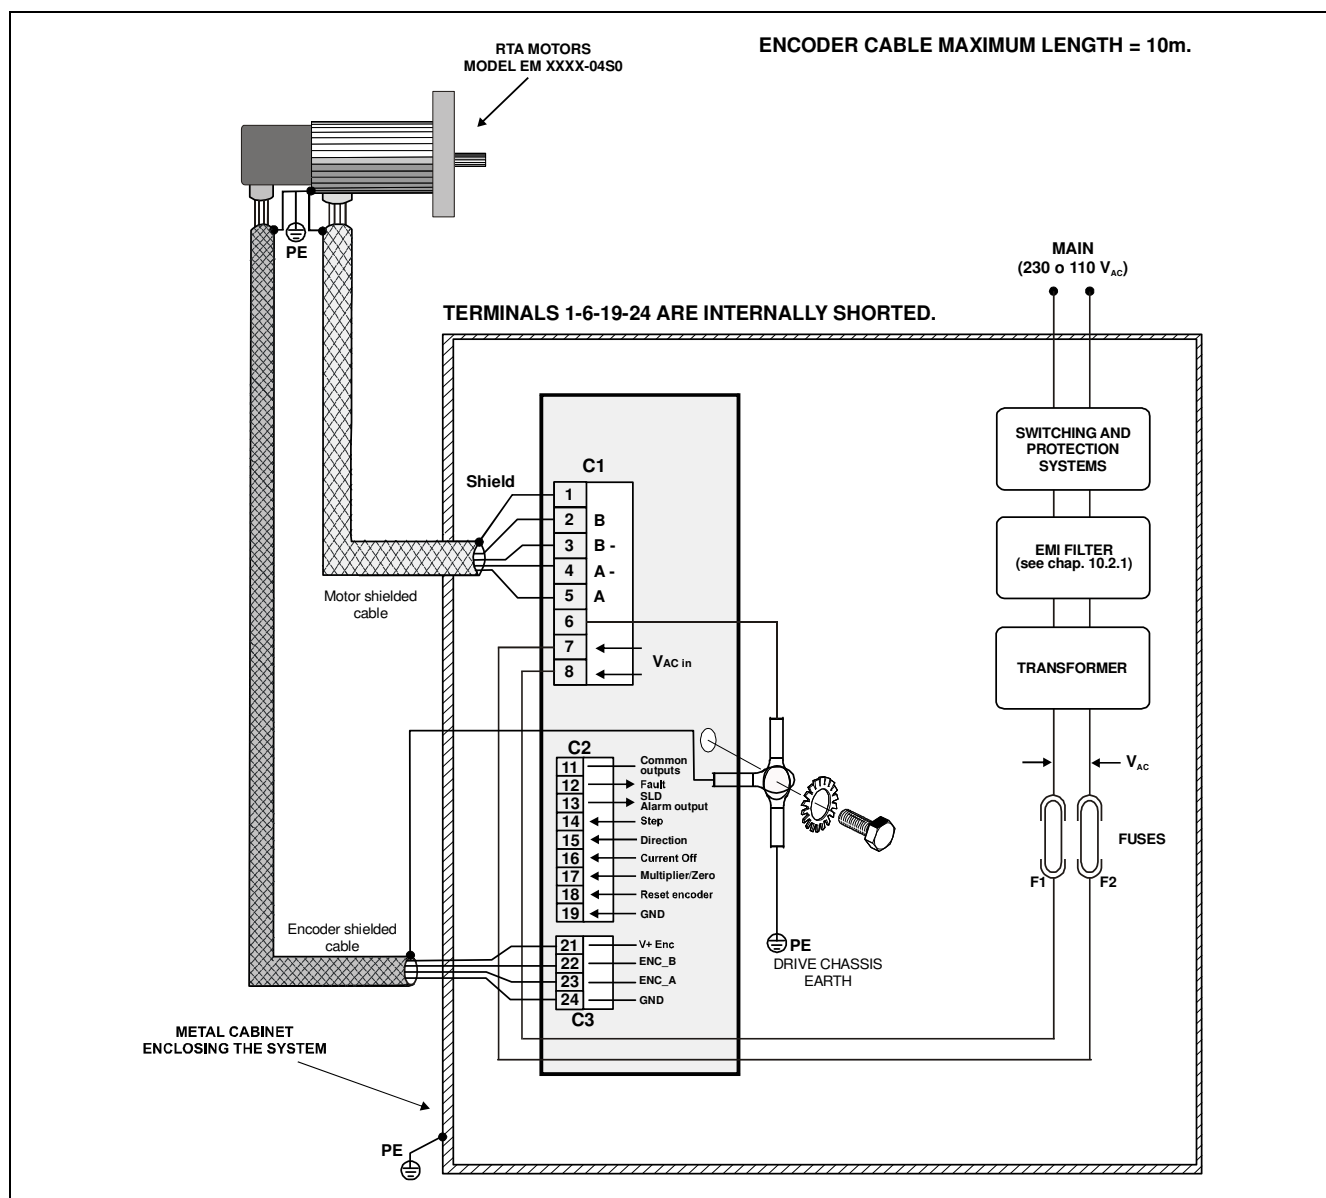 RTA MOTORS
MODEL EM XXXX-04S0
ENCODER CABLE MAXIMUM LENGTH = 10m.
PE
MAIN
(230 o 110 VAC)
TERMINALS 1-6-19-24 ARE INTERNALLY SHORTED.
SWITCHING AND
PROTECTION
SYSTEMS
EMI FILTER
(see chap. 10.2.1)
TRANSFORMER
VAC
FUSES
F1
F2
Shield
Motor shielded
cable
C1
1
2 B
3 B -
4 A -
5 A
6
7
8
VAC in
C2
11 Common
outputs
12 Fault
13 SLD
Alarm output
14 Step
15 Direction
16 Current Off
17 Multiplier/Zero
18 Reset encoder
19 GND
Encoder shielded
cable
21 V+ Enc
22 ENC_B
23 ENC_A
24 GND
C3
PE
DRIVE CHASSIS
EARTH
METAL CABINET
ENCLOSING THE SYSTEM
PE